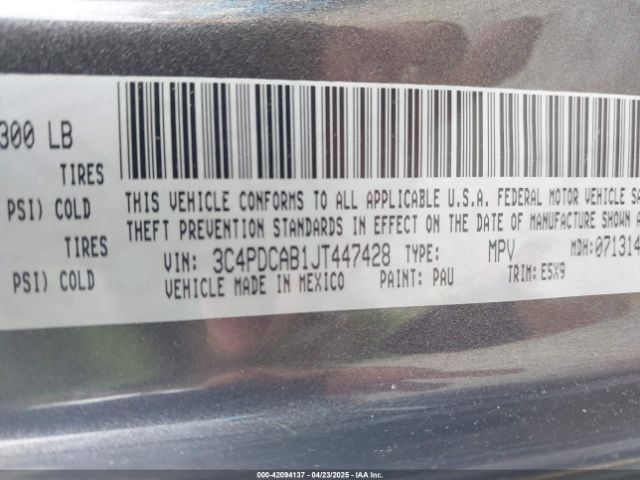 300 LB
TIRES
PSI) COLD
TIRES
PSI) COLD
THIS VEHICLE CONFORMS TO ALL APPLICABLE U.S.A. FEDERAL MOTOR VEHICLE SA
THEFT PREVENTION STANDARDS IN EFFECT ON THE DATE OF MANUFACTURE SHOWN A
VIN: 3C4PDCAB1JT447428 TYPE: MPV MDH: 071314
VEHICLE MADE IN MEXICO PAINT: PAU TRIM: E5X9
000-42094137 | 04/23/2025 - IAA Inc.